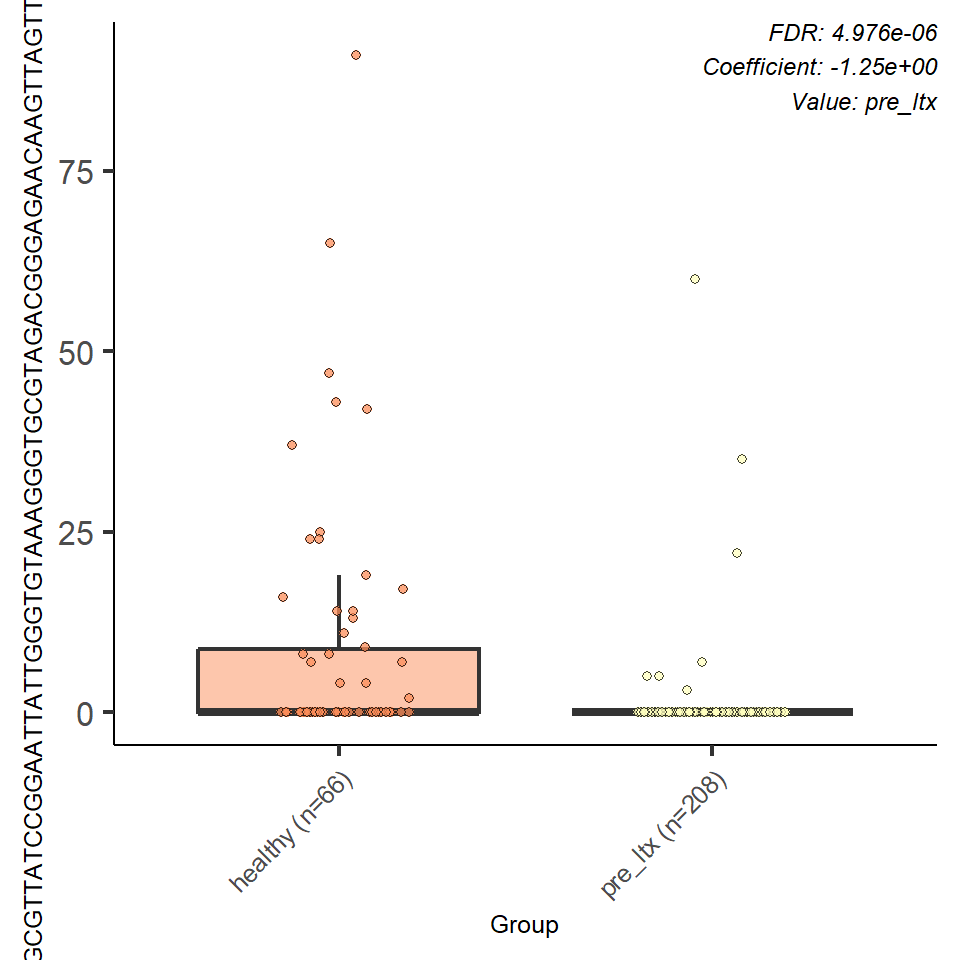 FDR: 4.976e-06
Coefficient: -1.25e+00
Value: pre_ltx
GCGTTATCCGGAATTATTGGGTGTAAAGGGTGCGTAGACGGGAGAACAAGTTAGTT
75
50
25
0
healthy (n=66)
pre_ltx (n=208)
Group